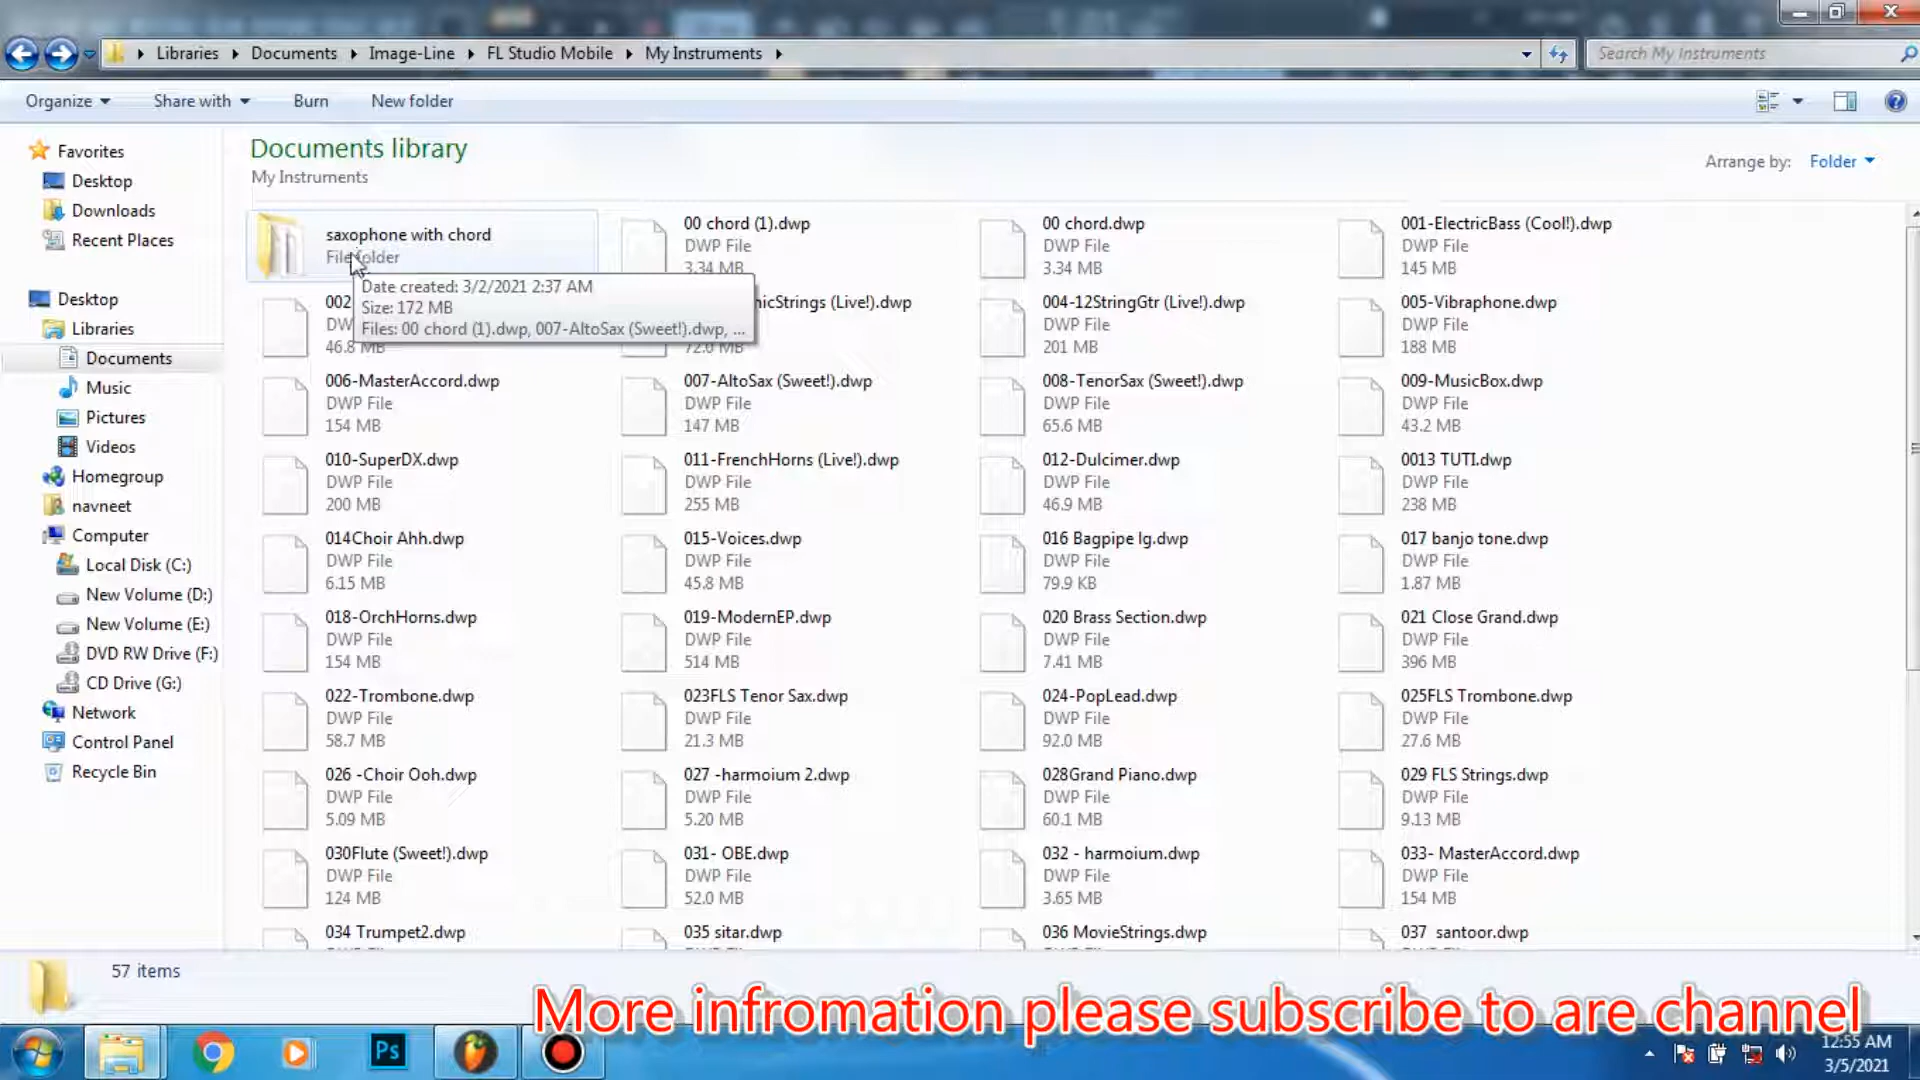 Libraries
Documents
Image-Line
FL Studio Mobile
My Instruments
Search My Instruments
Organize
Share with
Burn
New folder
Favorites
Desktop
Downloads
Recent Places
Desktop
Libraries
Documents
Music
Pictures
Videos
Homegroup
navneet
Computer
Local Disk (C:)
New Volume (D:)
New Volume (E:)
DVD RW Drive (F:)
CD Drive (G:)
Network
Control Panel
Recycle Bin
Documents library
My Instruments
Arrange by: Folder
saxophone with chord
File folder
00 chord (1).dwp
DWP File
3.34 MB
00 chord.dwp
DWP File
3.34 MB
001-ElectricBass (Cool!).dwp
DWP File
145 MB
Date created: 3/2/2021 2:37 AM
Size: 172 MB
Files: 00 chord (1).dwp, 007-AltoSax (Sweet!).dwp, ...
002
46.8 MB
icStrings (Live!).dwp
72.0 MB
004-12StringGtr (Live!).dwp
DWP File
201 MB
005-Vibraphone.dwp
DWP File
188 MB
006-MasterAccord.dwp
DWP File
154 MB
007-AltoSax (Sweet!).dwp
DWP File
147 MB
008-TenorSax (Sweet!).dwp
DWP File
65.6 MB
009-MusicBox.dwp
DWP File
43.2 MB
010-SuperDX.dwp
DWP File
200 MB
011-FrenchHorns (Live!).dwp
DWP File
255 MB
012-Dulcimer.dwp
DWP File
46.9 MB
0013 TUTI.dwp
DWP File
238 MB
014Choir Ahh.dwp
DWP File
6.15 MB
015-Voices.dwp
DWP File
45.8 MB
016 Bagpipe lg.dwp
DWP File
79.9 KB
017 banjo tone.dwp
DWP File
1.87 MB
018-OrchHorns.dwp
DWP File
154 MB
019-ModernEP.dwp
DWP File
514 MB
020 Brass Section.dwp
DWP File
7.41 MB
021 Close Grand.dwp
DWP File
396 MB
022-Trombone.dwp
DWP File
58.7 MB
023FLS Tenor Sax.dwp
DWP File
21.3 MB
024-PopLead.dwp
DWP File
92.0 MB
025FLS Trombone.dwp
DWP File
27.6 MB
026 -Choir Ooh.dwp
DWP File
5.09 MB
027 -harmoium 2.dwp
DWP File
5.20 MB
028Grand Piano.dwp
DWP File
60.1 MB
029 FLS Strings.dwp
DWP File
9.13 MB
030Flute (Sweet!).dwp
DWP File
124 MB
031- OBE.dwp
DWP File
52.0 MB
032 - harmoium.dwp
DWP File
3.65 MB
033- MasterAccord.dwp
DWP File
154 MB
034 Trumpet2.dwp
035 sitar.dwp
036 MovieStrings.dwp
037 santoor.dwp
57 items
More infromation please subscribe to are channel
Ps
12:55 AM
3/5/2021